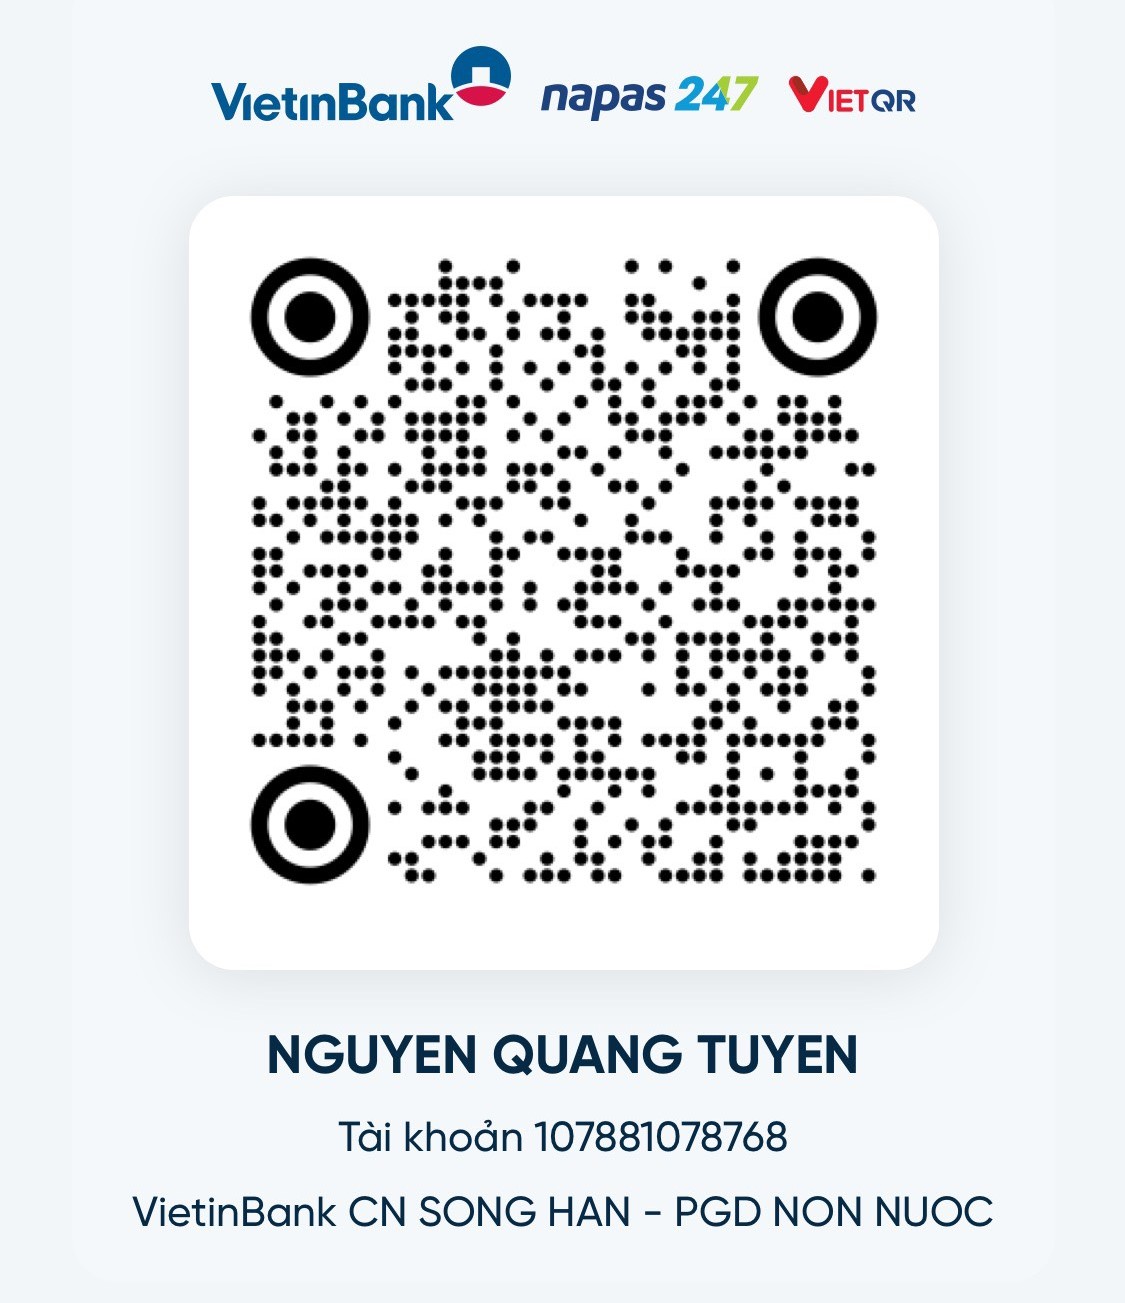 VietinBank napas 247 VIETQR
NGUYEN QUANG TUYEN
Tài khoản 107881078768
VietinBank CN SONG HAN - PGD NON NUOC